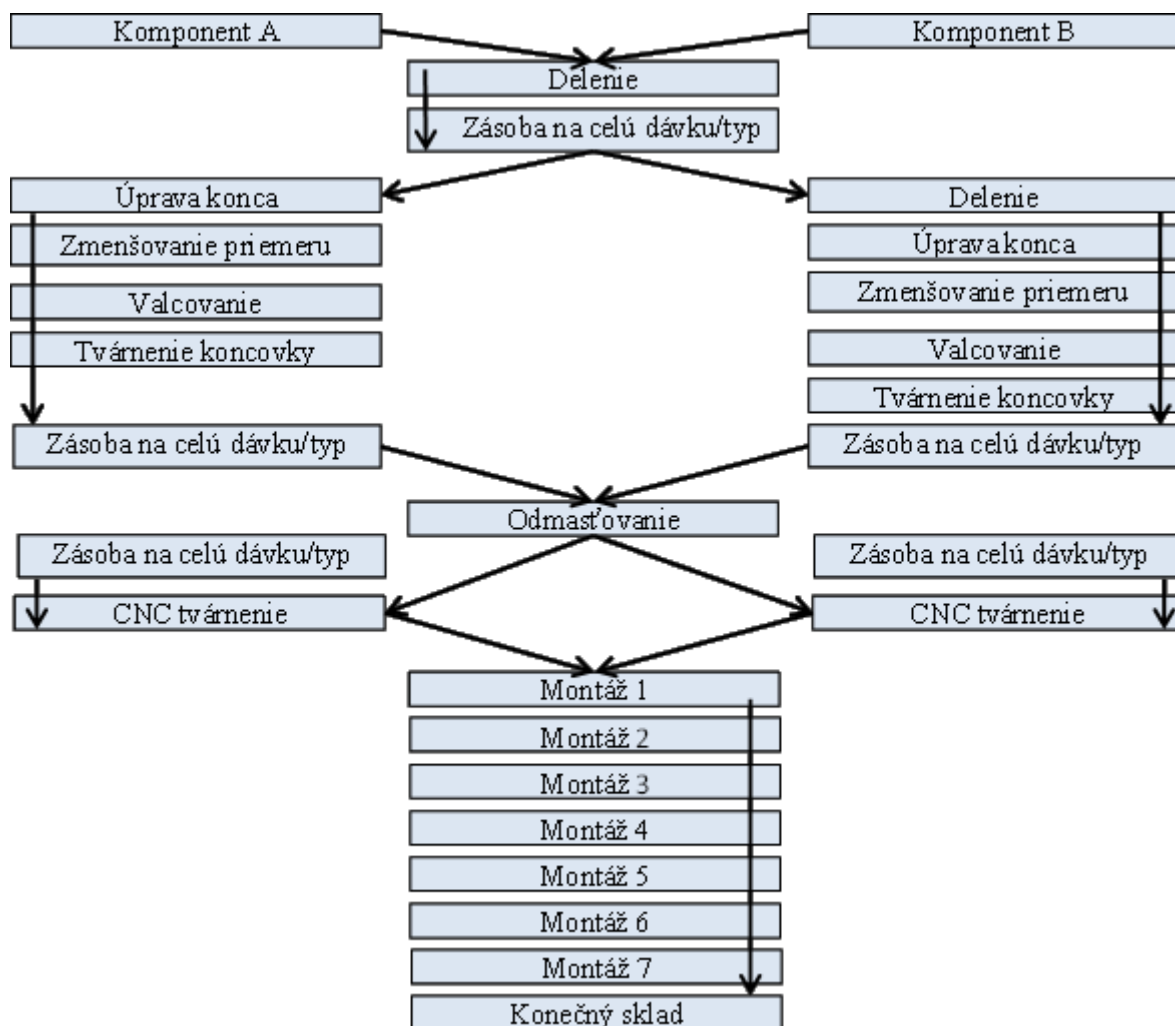 Komponent A
Komponent B
Delenie
Zásoba na celú dávku/typ
Úprava konca
Delenie
Zmenšovanie priemeru
Úprava konca
Valcovanie
Zmenšovanie priemeru
Tvárnenie koncovky
Valcovanie
Tvárnenie koncovky
Zásoba na celú dávku/typ
Zásoba na celú dávku/typ
Odmasťovanie
Zásoba na celú dávku/typ
Zásoba na celú dávku/typ
CNC tvárnenie
CNC tvárnenie
Montáž 1
Montáž 2
Montáž 3
Montáž 4
Montáž 5
Montáž 6
Montáž 7
Konečný sklad